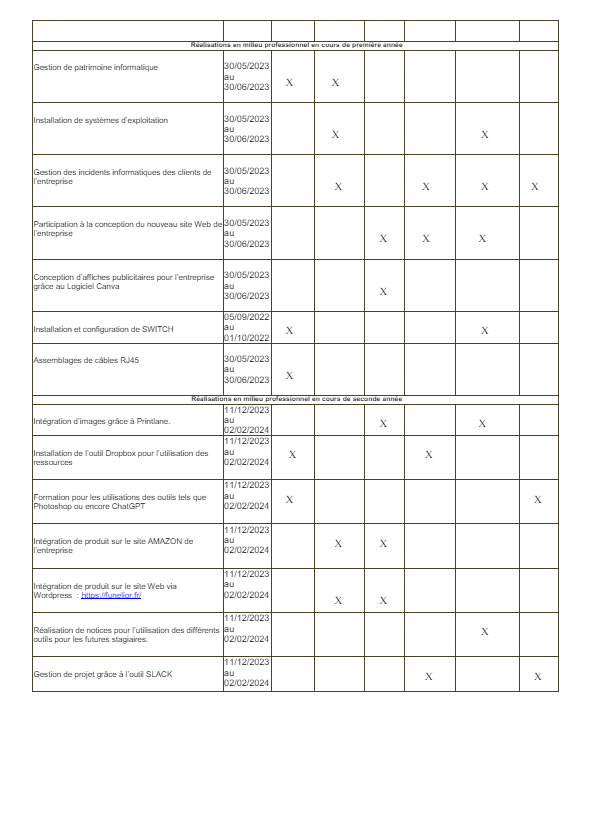 Réalisations en milieu professionnel en cours de première année
Gestion de patrimoine informatique
30/05/2023
au
30/06/2023
X X
Installation de systèmes d'exploitation
30/05/2023
au
30/06/2023
X X
Gestion des incidents informatiques des clients de
l'entreprise
30/05/2023
au
30/06/2023
X X X X
Participation à la conception du nouveau site Web de
l'entreprise
30/05/2023
au
30/06/2023
X X X
Conception d'affiches publicitaires pour l'entreprise
grâce au Logiciel Canva
30/05/2023
au
30/06/2023
X
Installation et configuration de SWITCH
05/09/2022
au
01/10/2022
X X
Assemblages de câbles RJ45
30/05/2023
au
30/06/2023
X
Réalisations en milieu professionnel en cours de seconde année
Intégration d'images grâce à Printlane.
11/12/2023
au
02/02/2024
X X
Installation de l'outil Dropbox pour l'utilisation des
ressources
11/12/2023
au
02/02/2024
X X
Formation pour les utilisations des outils tels que
Photoshop ou encore ChatGPT
11/12/2023
au
02/02/2024
X X
Intégration de produit sur le site AMAZON de
l'entreprise
11/12/2023
au
02/02/2024
X X
Intégration de produit sur le site Web via
Wordpress : https://funelior.fr/
11/12/2023
au
02/02/2024
X X
Réalisation de notices pour l'utilisation des différents
outils pour les futures stagiaires.
11/12/2023
au
02/02/2024
X
Gestion de projet grâce à l'outil SLACK
11/12/2023
au
02/02/2024
X X